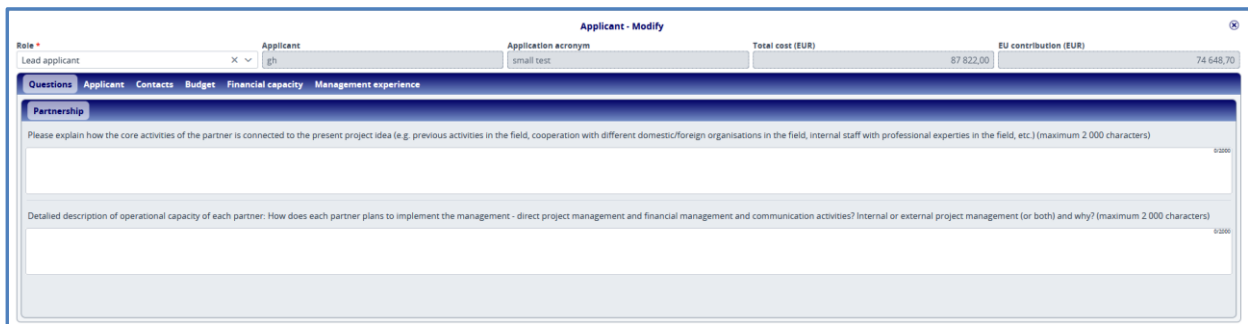 Applicant - Modify
Role * Applicant Application acronym Total cost (EUR) EU contribution (EUR)
Lead applicant gh small test 87 822,00 74 648,70
Questions Applicant Contacts Budget Financial capacity Management experience
Partnership
Please explain how the core activities of the partner is connected to the present project idea (e.g. previous activities in the field, cooperation with different domestic/foreign organisations in the field, internal staff with professional experties in the field, etc.) (maximum 2 000 characters)
0/2000
Detalied description of operational capacity of each partner: How does each partner plans to implement the management - direct project management and financial management and communication activities? Internal or external project management (or both) and why? (maximum 2 000 characters)
0/2000